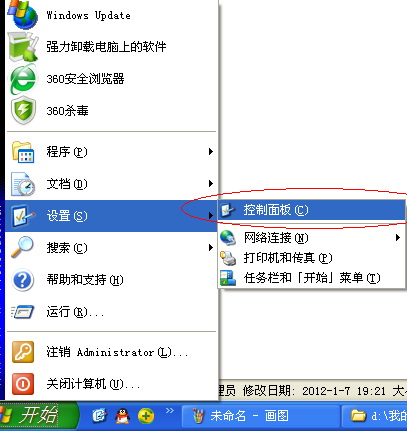 Windows Update
强力卸载电脑上的软件
360安全浏览器
360杀毒
程序(P)
文档(D)
设置(S)
控制面板(C)
网络连接(N)
打印机和传真(P)
任务栏和「开始」菜单(T)
搜索(C)
帮助和支持(H)
运行(R)...
注销 Administrator(L)...
关闭计算机(U)...
理员 修改日期: 2012-1-7 19:21 大
开始 » 未命名 - 画图 d:\我的